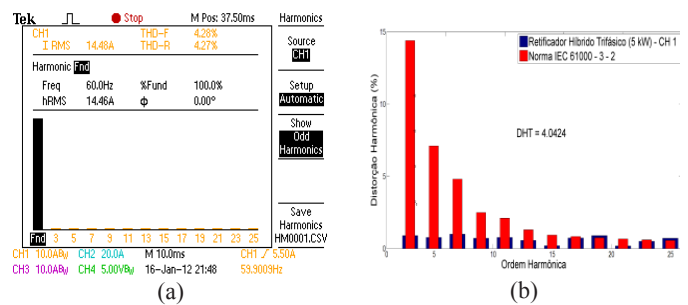 Tek Stop M Pos: 37.50ms Harmonics
CH1 THD-F 4.28%
I RMS 14.48A THD-R 4.27%
Source
CH1
Harmonic Fnd
Freq 60.0Hz %Fund 100.0%
hRMS 14.46A ф 0.00°
Setup
Automatic
Show
Odd
Harmonics
Save
Harmonics
HM0001.CSV
Fnd 3 5 7 9 11 13 15 17 19 21 23 25
CH1 10.0ABW CH2 20.0A M 10.0ms CH1 5.50A
CH3 10.0ABW CH4 5.00VBW 16-Jan-12 21:48 59.9009Hz
(a)
Retificador Híbrido Trifásico (5 kW) - CH 1
Norma IEC 61000 - 3 - 2
DHT = 4.0424
Distorção Harmônica (%)
15
10
5
0
0 5 10 15 20 25
Ordem Harmônica
(b)